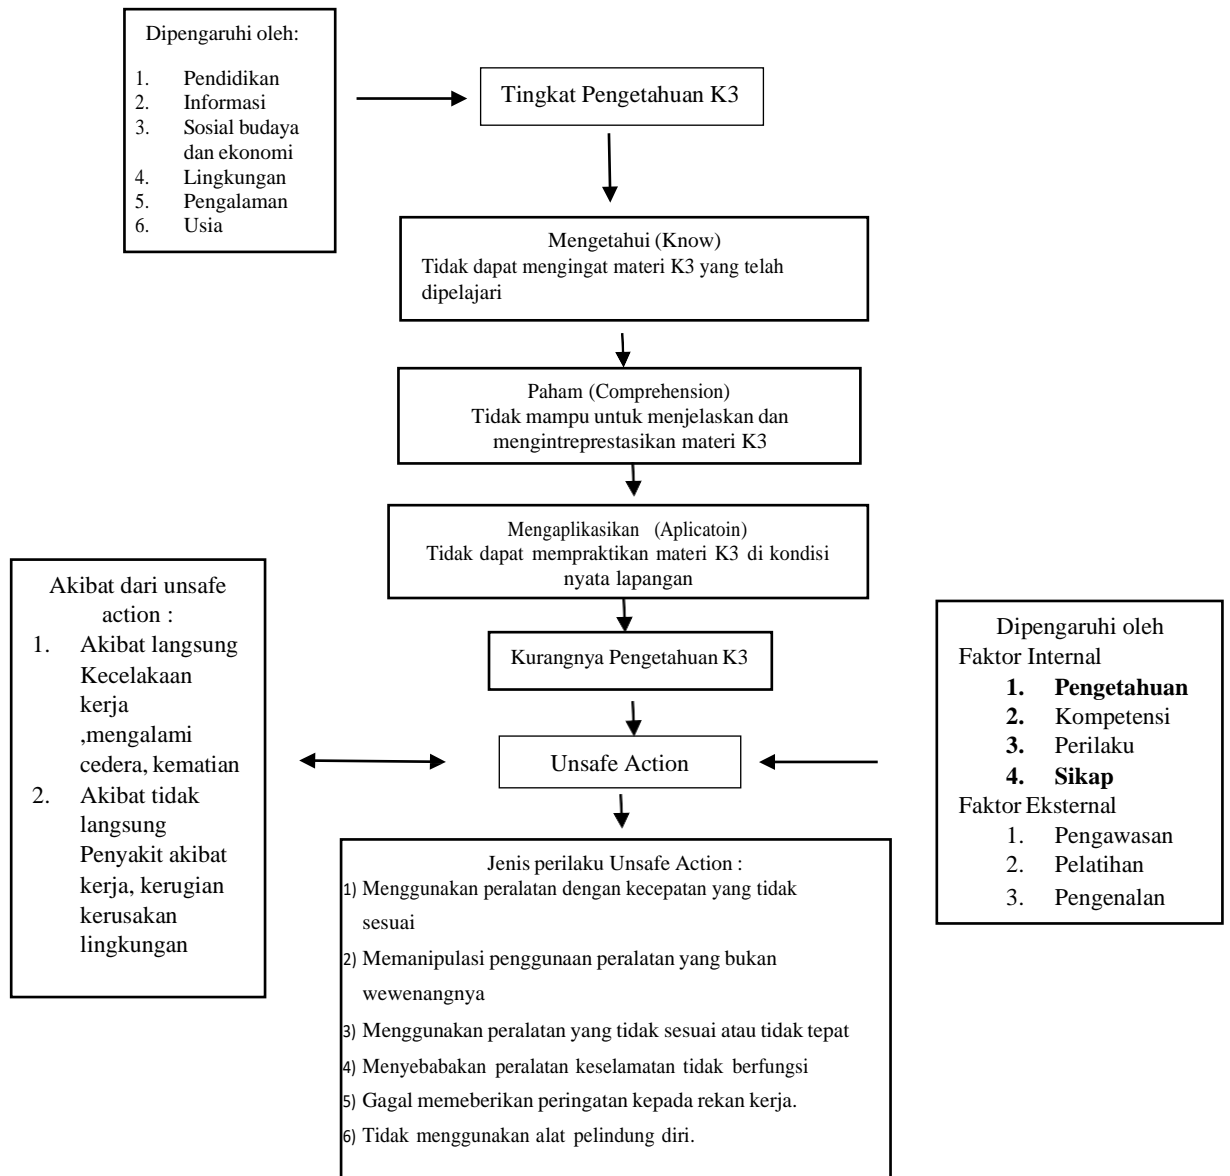 Dipengaruhi oleh:
1. Pendidikan
2. Informasi
3. Sosial budaya
dan ekonomi
4. Lingkungan
5. Pengalaman
6. Usia
Tingkat Pengetahuan K3
Mengetahui (Know)
Tidak dapat mengingat materi K3 yang telah
dipelajari
Paham (Comprehension)
Tidak mampu untuk menjelaskan dan
mengintreprestasikan materi K3
Mengaplikasikan (Aplicatoin)
Tidak dapat mempraktikan materi K3 di kondisi
nyata lapangan
Kurangnya Pengetahuan K3
Akibat dari unsafe
action :
1. Akibat langsung
Kecelakaan
kerja
,mengalami
cedera, kematian
2. Akibat tidak
langsung
Penyakit akibat
kerja, kerugian
kerusakan
lingkungan
Unsafe Action
Dipengaruhi oleh
Faktor Internal
1. Pengetahuan
2. Kompetensi
3. Perilaku
4. Sikap
Faktor Eksternal
1. Pengawasan
2. Pelatihan
3. Pengenalan
Jenis perilaku Unsafe Action :
1) Menggunakan peralatan dengan kecepatan yang tidak
sesuai
2) Memanipulasi penggunaan peralatan yang bukan
wewenangnya
3) Menggunakan peralatan yang tidak sesuai atau tidak tepat
4) Menyebabakan peralatan keselamatan tidak berfungsi
5) Gagal memeberikan peringatan kepada rekan kerja.
6) Tidak menggunakan alat pelindung diri.